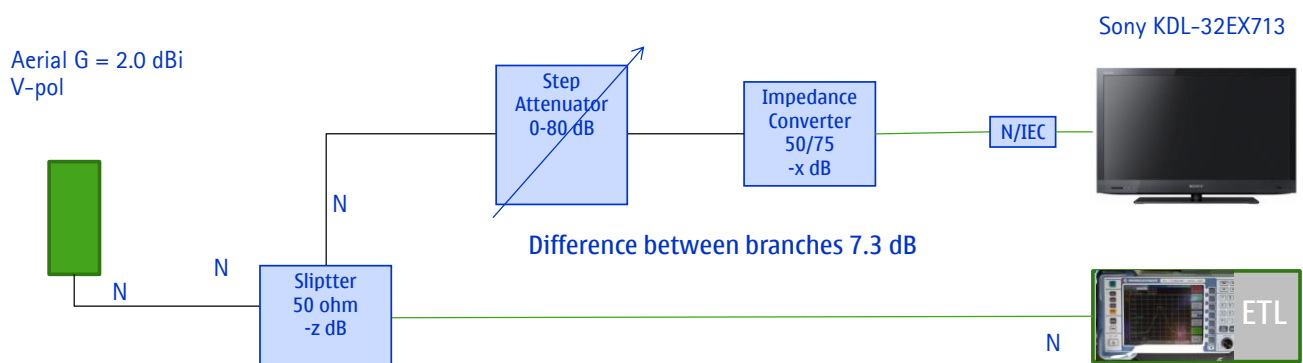 Sony KDL-32EX713
Aerial G = 2.0 dBi
V-pol
Step
Attenuator
0-80 dB
Impedance
Converter
50/75
-x dB
N/IEC
N
Difference between branches 7.3 dB
N
N
Sliptter
50 ohm
-z dB
ETL
N
SONY